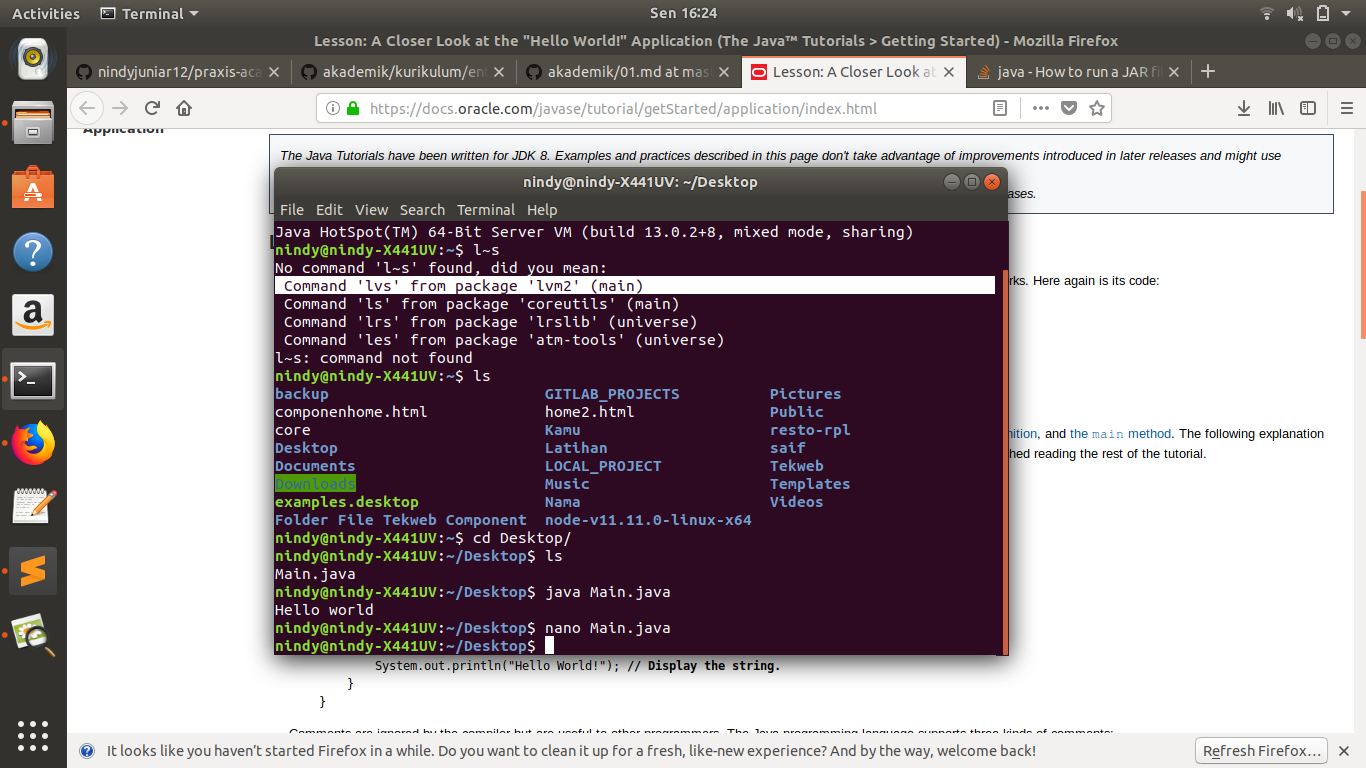 Activities Terminal Sen 16:24
Lesson: A Closer Look at the "Hello World!" Application (The Java™ Tutorials > Getting Started) - Mozilla Firefox
nindyjuniar12/praxis-aca akademik/kurikulum/en akademik/01.md at mas Lesson: A Closer Look at java - How to run a JAR fi
https://docs.oracle.com/javase/tutorial/getStarted/application/index.html
Application
The Java Tutorials have been written for JDK 8. Examples and practices described in this page don't take advantage of improvements introduced in later releases and might use
ases.
nindy@nindy-X441UV: ~/Desktop
File Edit View Search Terminal Help
Java HotSpot(TM) 64-Bit Server VM (build 13.0.2+8, mixed mode, sharing)
nindy@nindy-X441UV:~$ l~s
No command 'l~s' found, did you mean:
Command 'lvs' from package 'lvm2' (main)
rks. Here again is its code:
Command 'ls' from package 'coreutils' (main)
Command 'lrs' from package 'lrslib' (universe)
Command 'les' from package 'atm-tools' (universe)
l~s: command not found
nindy@nindy-X441UV:~$ ls
backup GITLAB_PROJECTS Pictures
componenhome.html home2.html Public
core Kamu resto-rpl
nition, and the main method. The following explanation
Desktop Latihan saif
hed reading the rest of the tutorial.
Documents LOCAL_PROJECT Tekweb
Downloads Music Templates
examples.desktop Nama Videos
Folder File Tekweb Component node-v11.11.0-linux-x64
nindy@nindy-X441UV:~$ cd Desktop/
nindy@nindy-X441UV:~/Desktop$ ls
Main.java
nindy@nindy-X441UV:~/Desktop$ java Main.java
Hello world
nindy@nindy-X441UV:~/Desktop$ nano Main.java
nindy@nindy-X441UV:~/Desktop$
System.out.println("Hello World!"); // Display the string.
}
}
Comments are ignored by the compiler but are useful to other programmers. The Java programming language supports three kinds of comments:
It looks like you haven't started Firefox in a while. Do you want to clean it up for a fresh, like-new experience? And by the way, welcome back! Refresh Firefox…